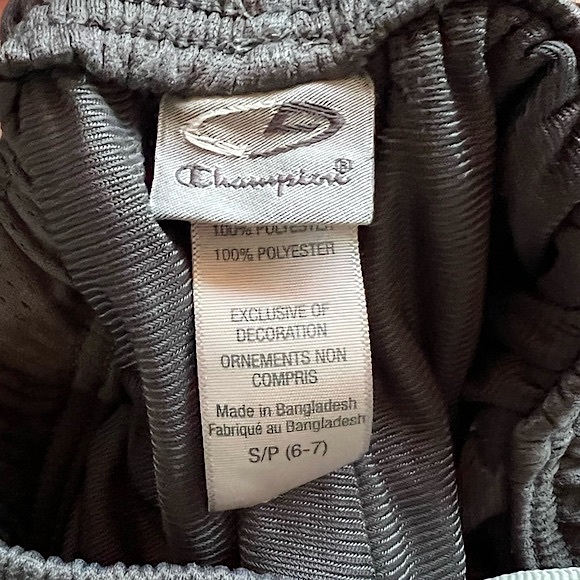 Champion®
100% POLYESTER
100% POLYESTER
EXCLUSIVE OF
DECORATION
ORNEMENTS NON
COMPRIS
Made in Bangladesh
Fabriqué au Bangladesh
S/P (6-7)